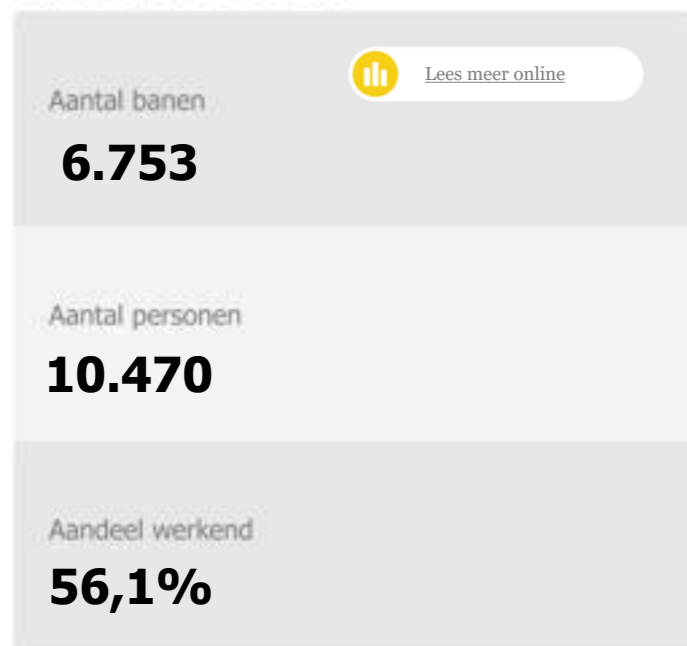 Lees meer online
Aantal banen
6.753
Aantal personen
10.470
Aandeel werkend
56,1%